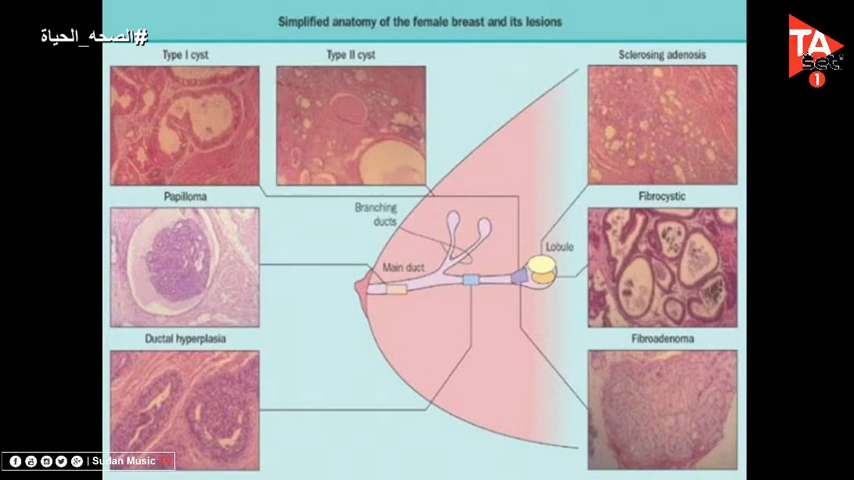 Simplified anatomy of the female breast and its lesions
#الصحه_الحياة
TA
set
1
Type I cyst
Type II cyst
Sclerosing adenosis
Papilloma
Fibrocystic
Branching
ducts
Lobule
Main duct
Ductal hyperplasia
Fibroadenoma
| Sudan Music TV